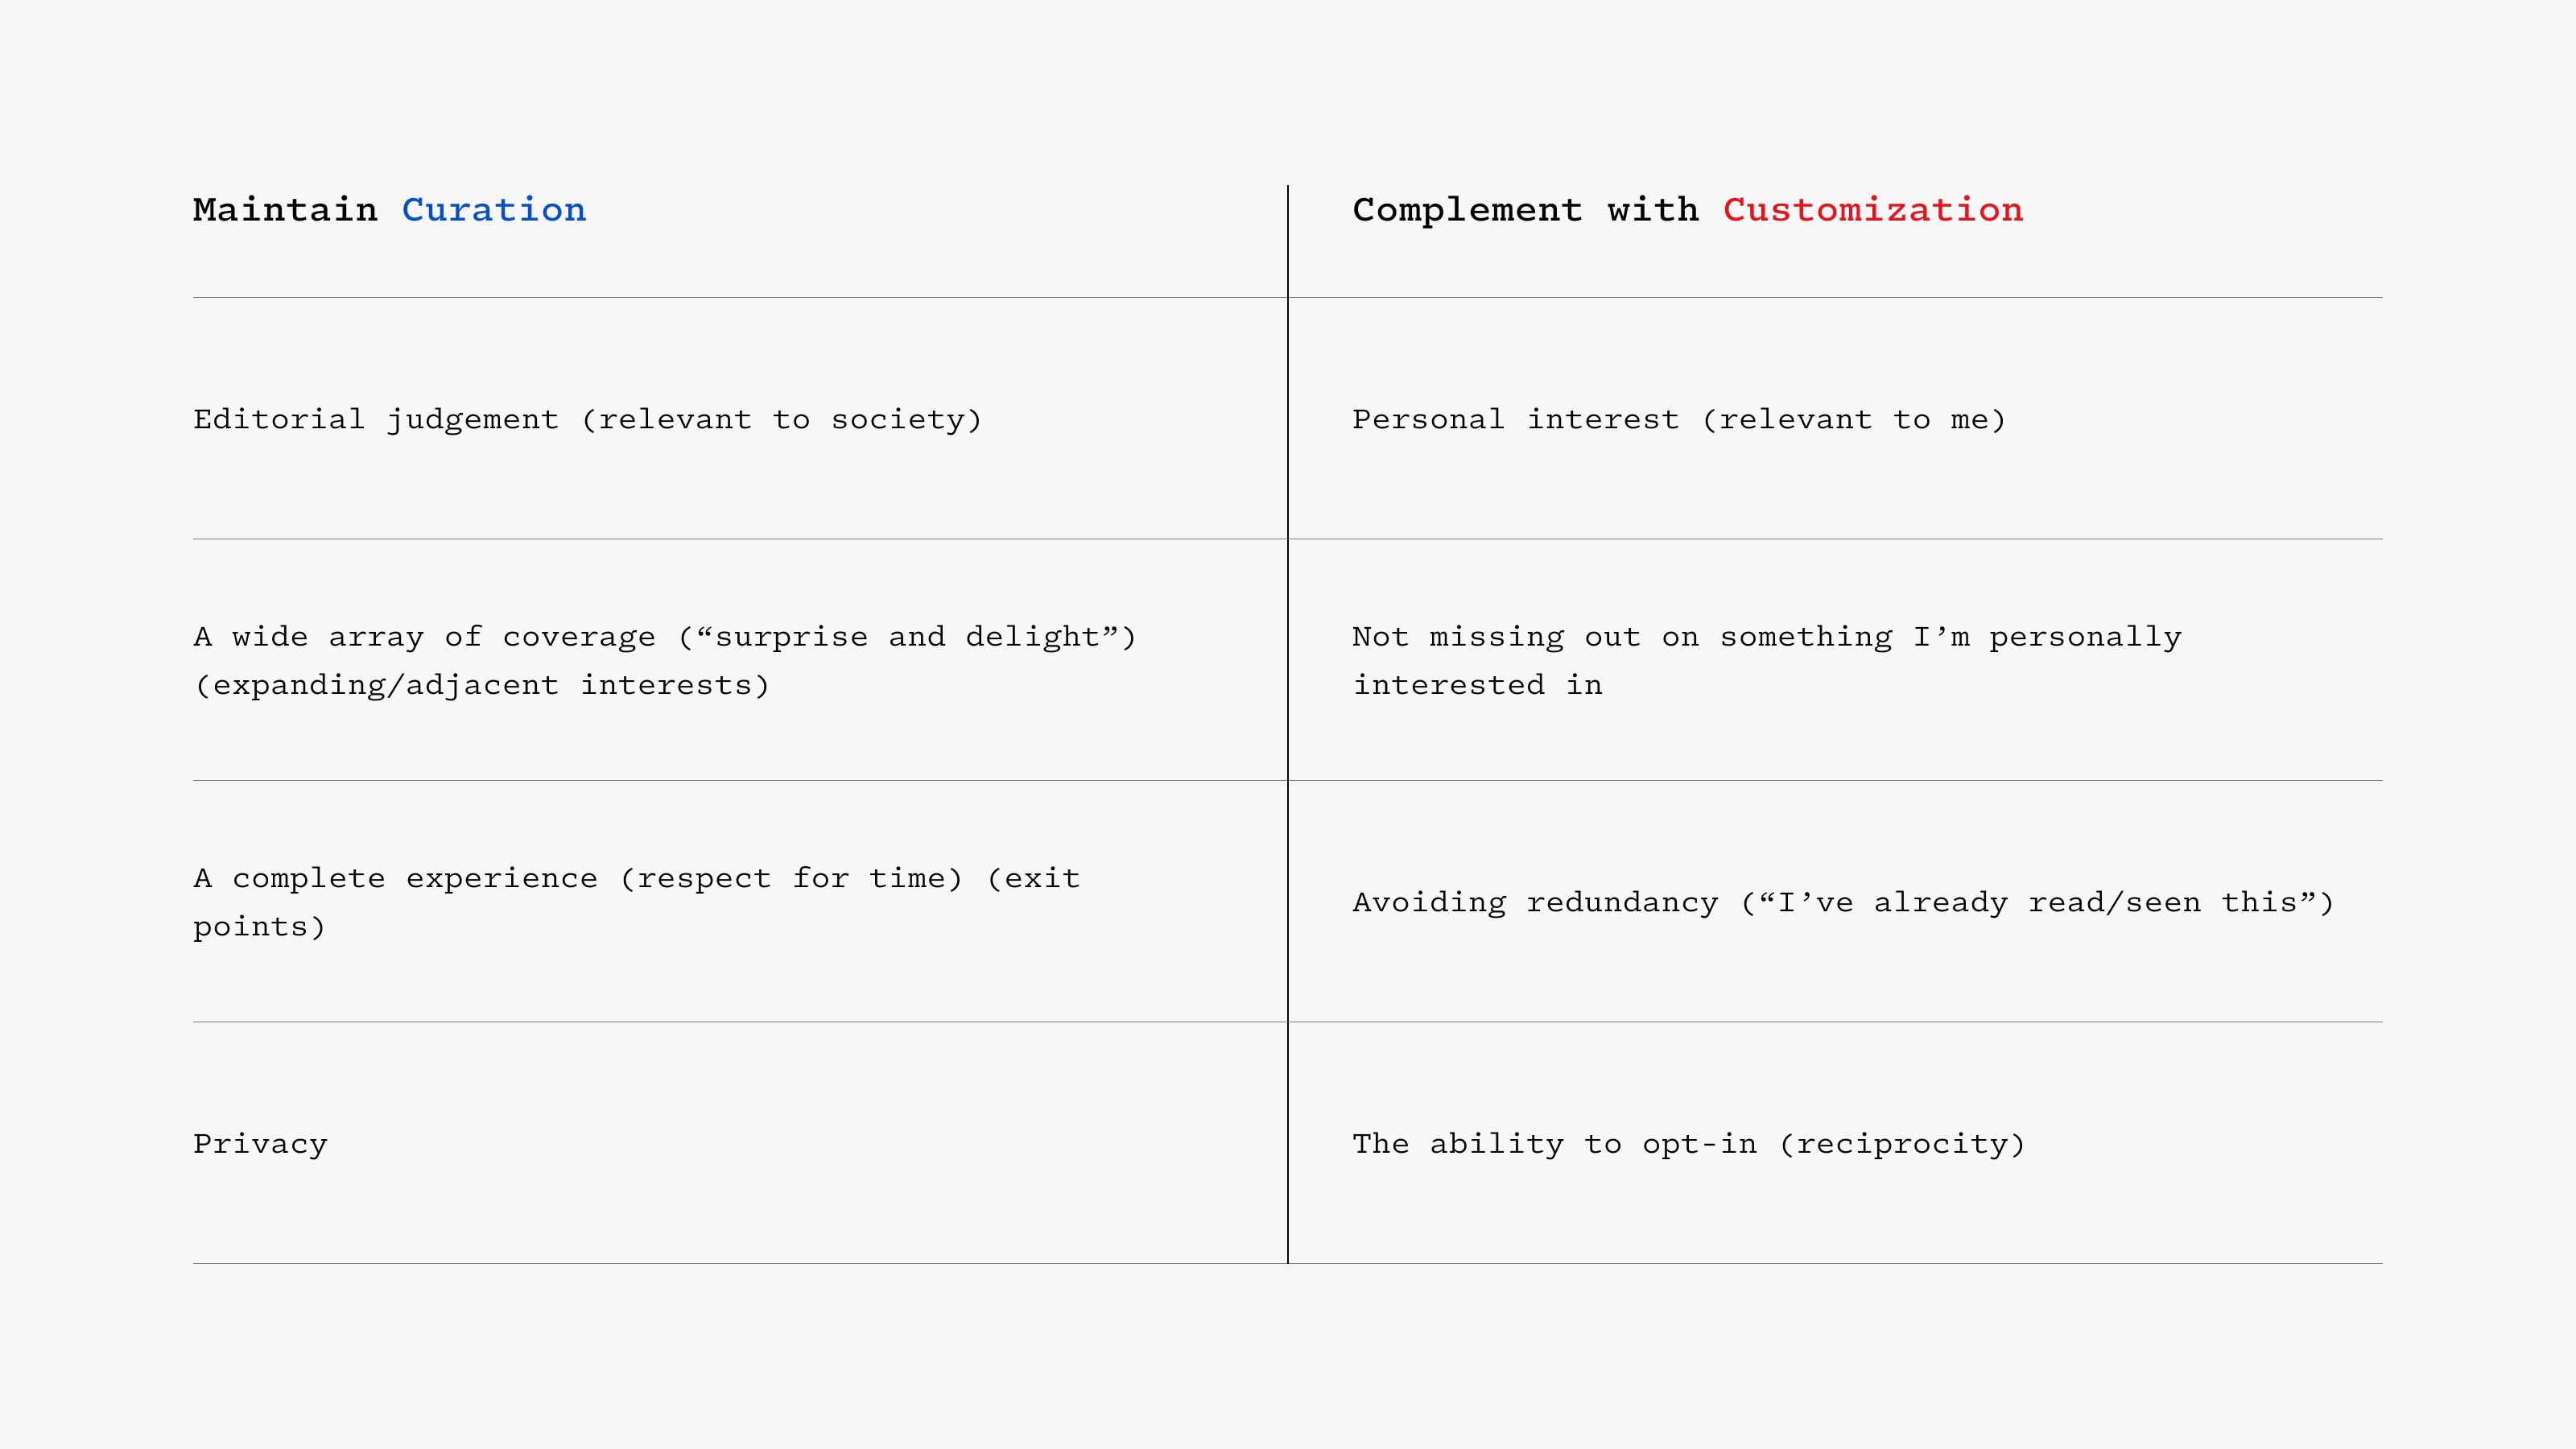 Maintain Curation
Complement with Customization
Editorial judgement (relevant to society)
Personal interest (relevant to me)
A wide array of coverage (“surprise and delight”)
(expanding/adjacent interests)
Not missing out on something I’m personally
interested in
A complete experience (respect for time) (exit
points)
Avoiding redundancy (“I’ve already read/seen this”)
Privacy
The ability to opt-in (reciprocity)